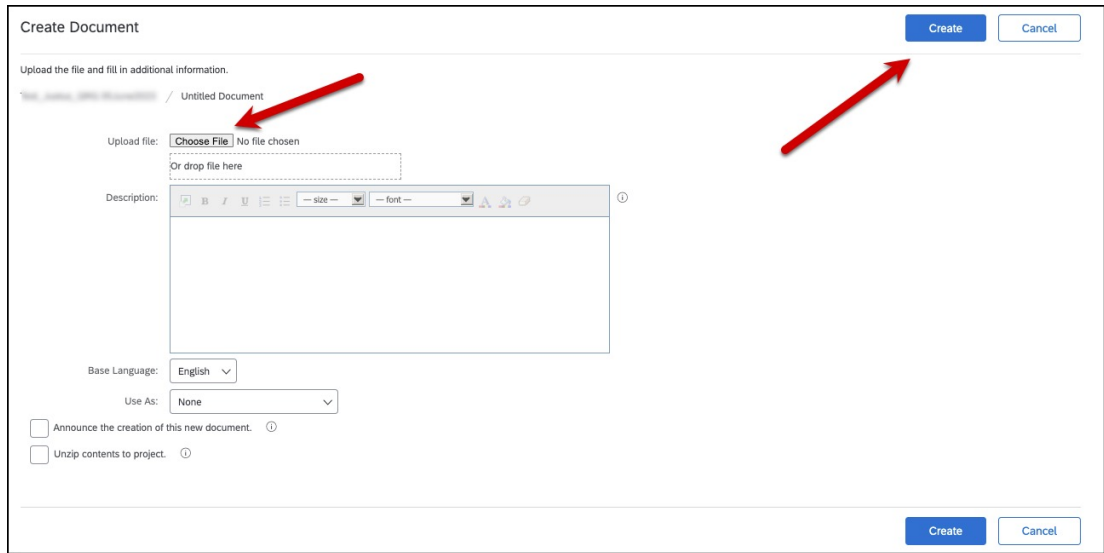 Create Document
Create Cancel
Upload the file and fill in additional information.
/ Untitled Document
Upload file: Choose File No file chosen
Or drop file here
Description: B I U — size — — font — A
Base Language: English
Use As: None
Announce the creation of this new document.
Unzip contents to project.
Create Cancel